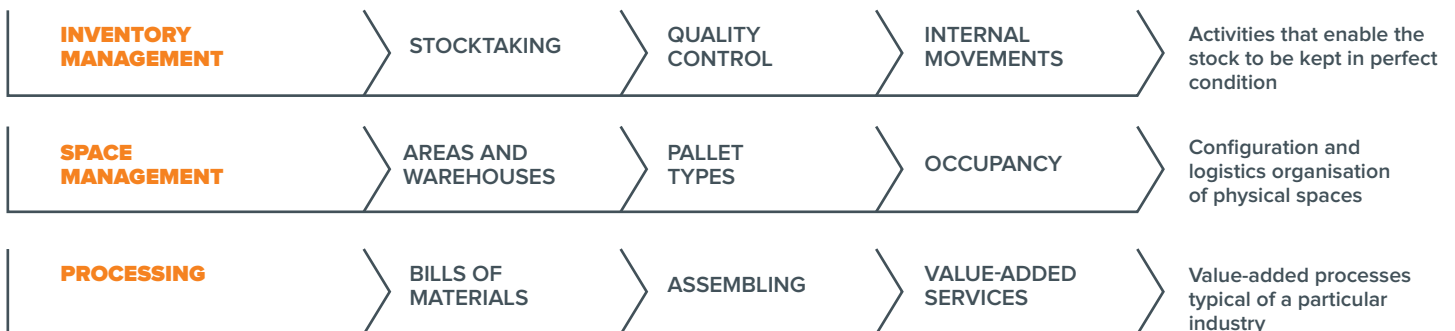 INVENTORY
MANAGEMENT
STOCKTAKING
QUALITY
CONTROL
INTERNAL
MOVEMENTS
Activities that enable the
stock to be kept in perfect
condition
SPACE
MANAGEMENT
AREAS AND
WAREHOUSES
PALLET
TYPES
OCCUPANCY
Configuration and
logistics organisation
of physical spaces
PROCESSING
BILLS OF
MATERIALS
ASSEMBLING
VALUE-ADDED
SERVICES
Value-added processes
typical of a particular
industry